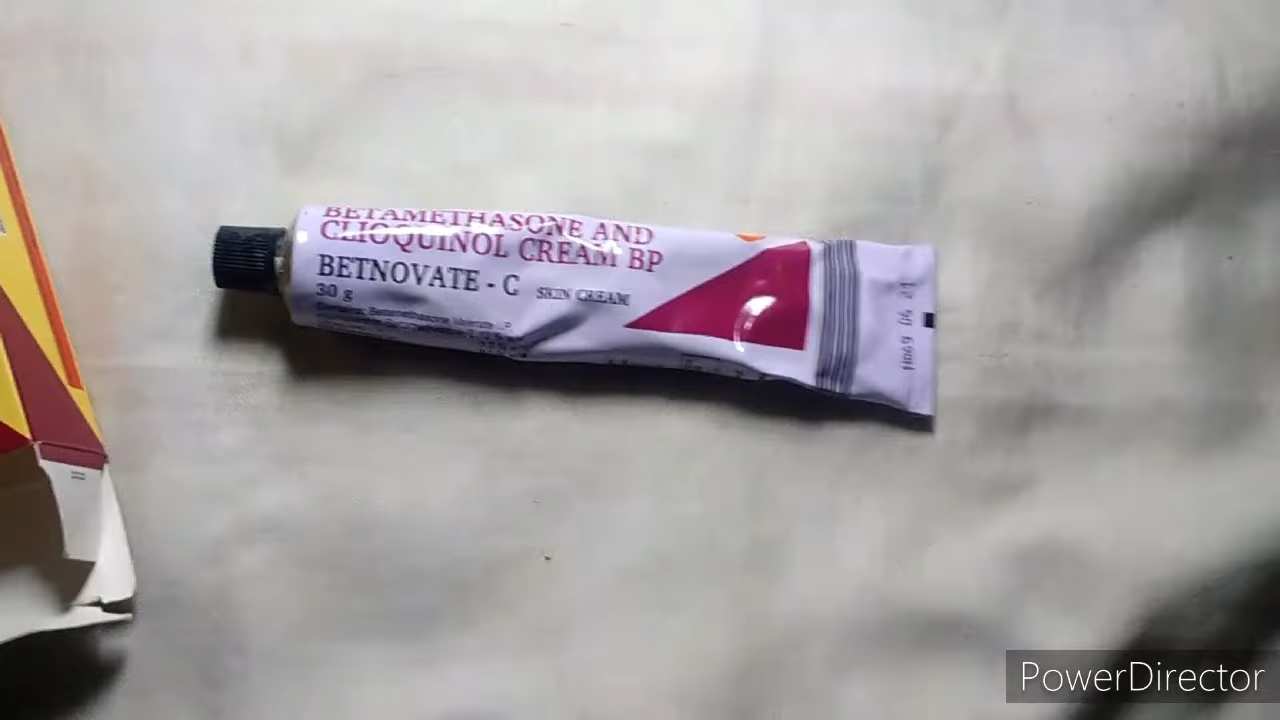 BETAMETHASONE AND
CLIOQUINOL CREAM BP
BETNOVATE - C SKIN CREAM
30 g
PowerDirector